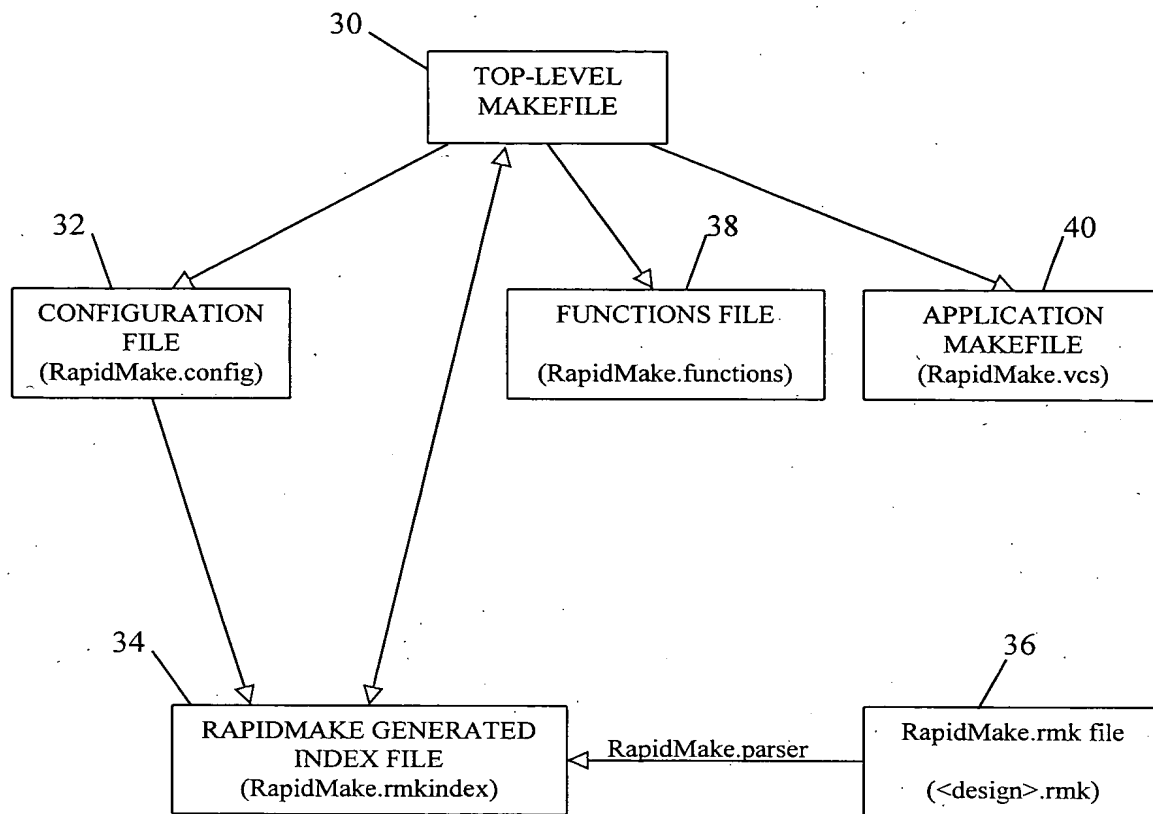 30
TOP-LEVEL
MAKEFILE
32
CONFIGURATION
FILE
(RapidMake.config)
38
FUNCTIONS FILE
(RapidMake.functions)
40
APPLICATION
MAKEFILE
(RapidMake.vcs)
34
RAPIDMAKE GENERATED
INDEX FILE
(RapidMake.rmkindex)
RapidMake.parser
36
RapidMake.rmk file
(<design>.rmk)